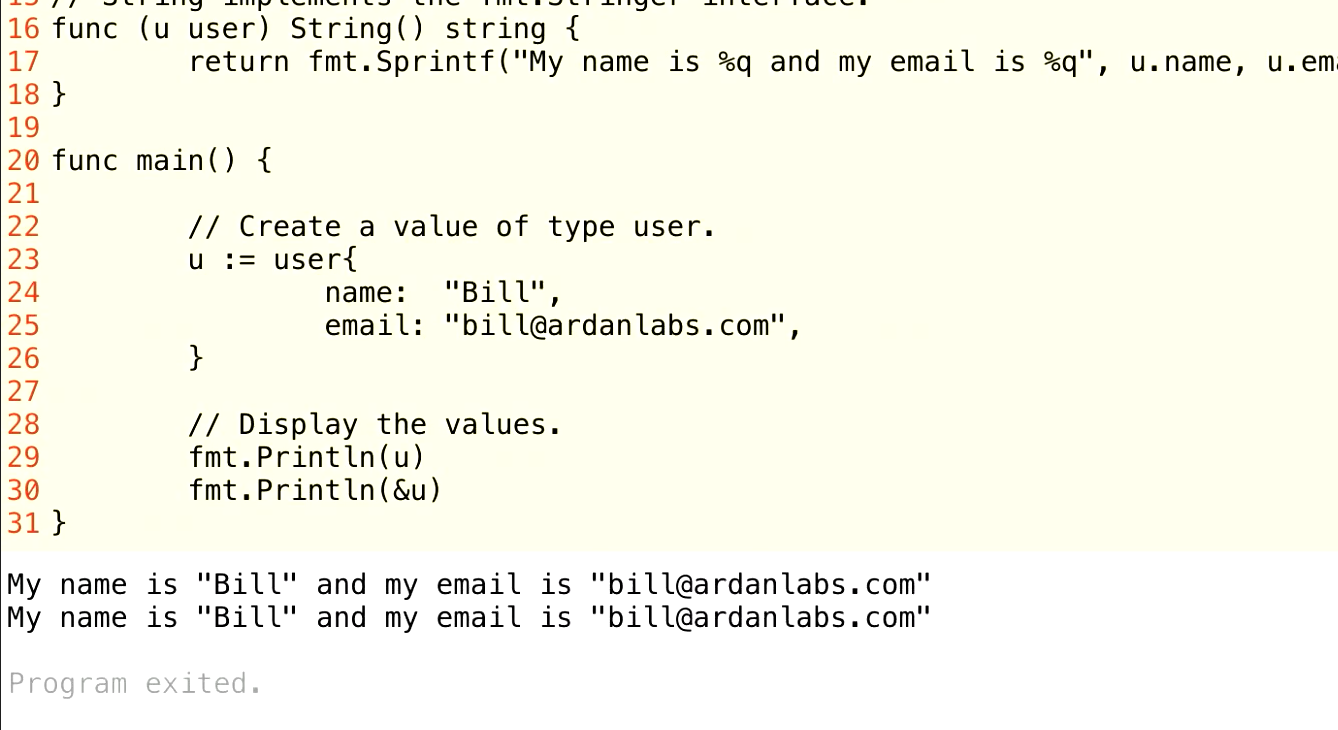 15 // String implements the fmt.Stringer interface.
16 func (u user) String() string {
17 return fmt.Sprintf("My name is %q and my email is %q", u.name, u.ema
18 }
19
20 func main() {
21
22 // Create a value of type user.
23 u := user{
24 name:  "Bill",
25 email: "bill@ardanlabs.com",
26 }
27
28 // Display the values.
29 fmt.Println(u)
30 fmt.Println(&u)
31 }
My name is "Bill" and my email is "bill@ardanlabs.com"
My name is "Bill" and my email is "bill@ardanlabs.com"
Program exited.